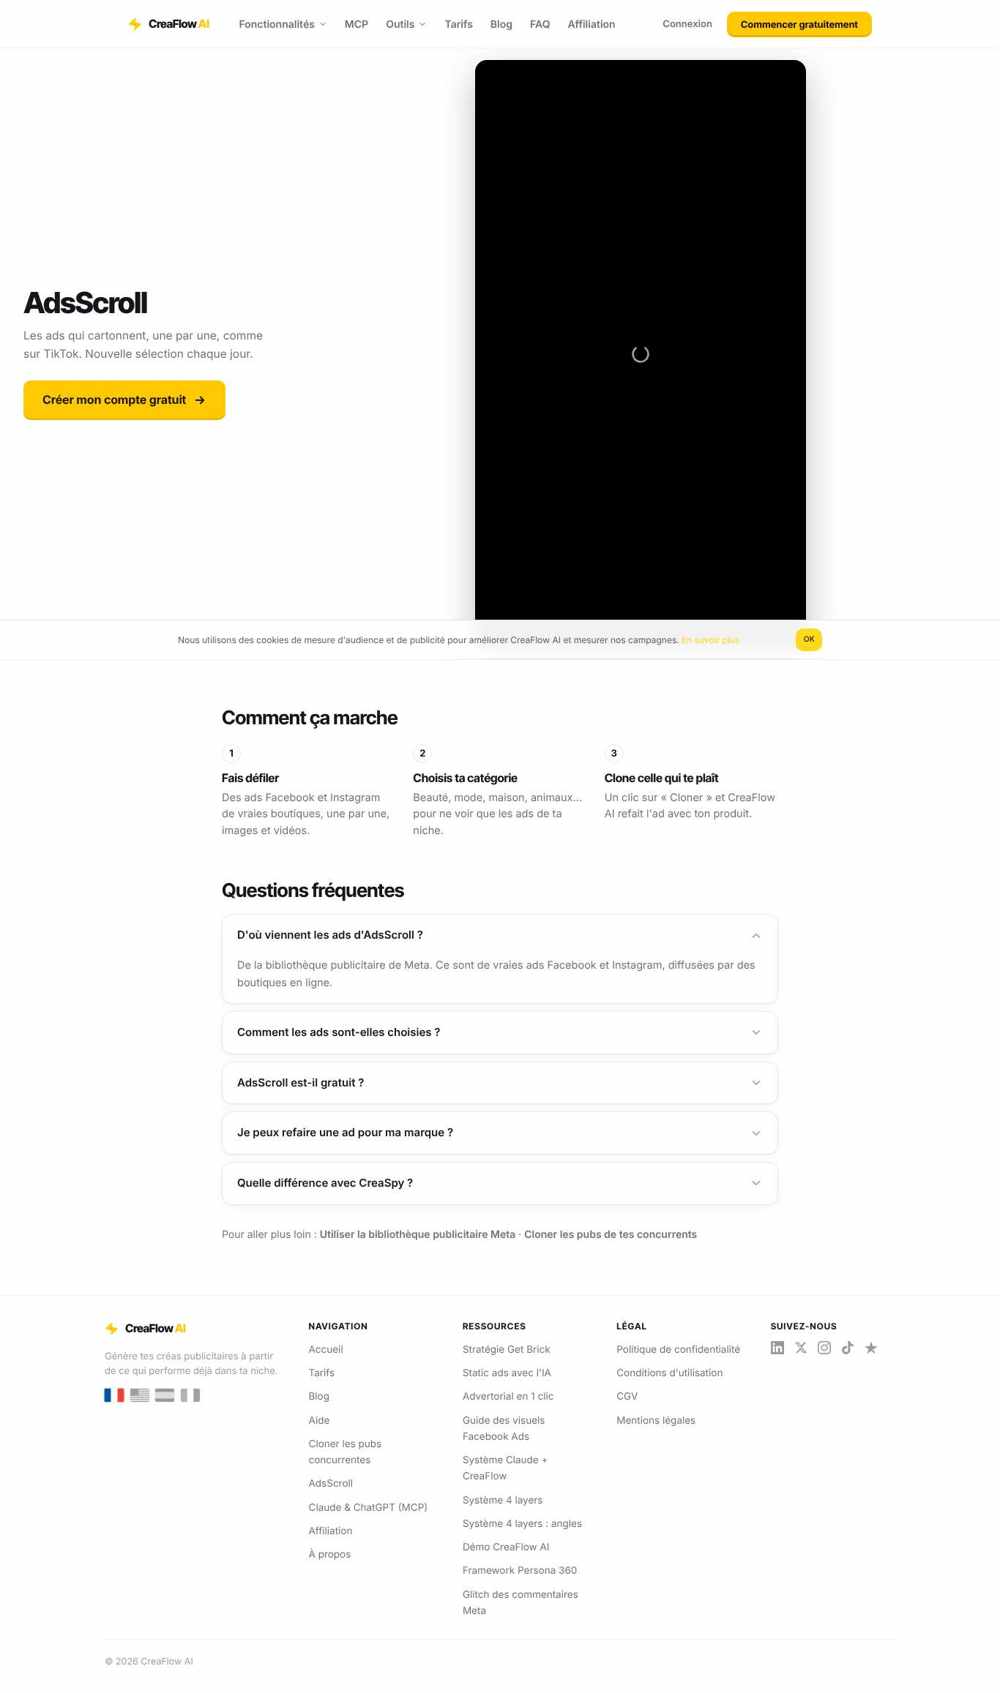 CreaFlow AI
Fonctionnalités
MCP
Outils
Tarifs
Blog
FAQ
Affiliation
Connexion
Commencer gratuitement
AdsScroll
Les ads qui cartonnent, une par une, comme
sur TikTok. Nouvelle sélection chaque jour.
Créer mon compte gratuit →
Nous utilisons des cookies de mesure d'audience et de publicité pour améliorer CreaFlow AI et mesurer nos campagnes. En savoir plus
OK
Comment ça marche
1
Fais défiler
Des ads Facebook et Instagram
de vraies boutiques, une par une,
images et vidéos.
2
Choisis ta catégorie
Beauté, mode, maison, animaux…
pour ne voir que les ads de ta
niche.
3
Clone celle qui te plaît
Un clic sur « Cloner » et CreaFlow
AI refait l'ad avec ton produit.
Questions fréquentes
D'où viennent les ads d'AdsScroll ?
De la bibliothèque publicitaire de Meta. Ce sont de vraies ads Facebook et Instagram, diffusées par des
boutiques en ligne.
Comment les ads sont-elles choisies ?
AdsScroll est-il gratuit ?
Je peux refaire une ad pour ma marque ?
Quelle différence avec CreaSpy ?
Pour aller plus loin : Utiliser la bibliothèque publicitaire Meta · Cloner les pubs de tes concurrents
CreaFlow AI
Génère tes créas publicitaires à partir
de ce qui performe déjà dans ta niche.
NAVIGATION
Accueil
Tarifs
Blog
Aide
Cloner les pubs
concurrentes
AdsScroll
Claude & ChatGPT (MCP)
Affiliation
À propos
RESSOURCES
Stratégie Get Brick
Static ads avec l'IA
Advertorial en 1 clic
Guide des visuels
Facebook Ads
Système Claude +
CreaFlow
Système 4 layers
Système 4 layers : angles
Démo CreaFlow AI
Framework Persona 360
Glitch des commentaires
Meta
LÉGAL
Politique de confidentialité
Conditions d'utilisation
CGV
Mentions légales
SUIVEZ-NOUS
© 2026 CreaFlow AI